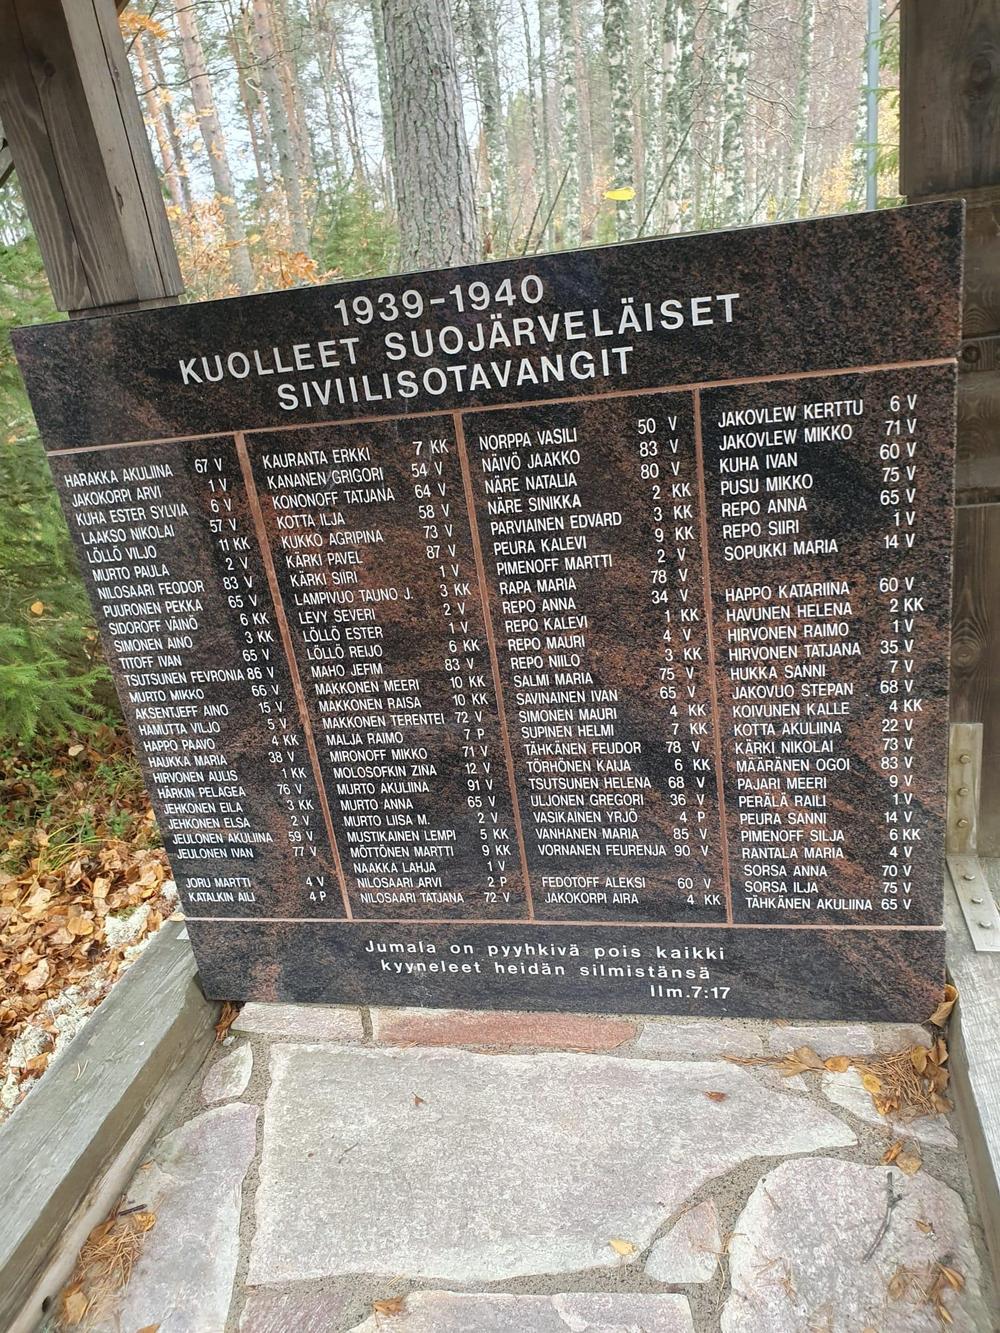 1939-1940
KUOLLEET SUOJÄRVELÄISET
SIVIILISOTAVANGIT
HARAKKA AKULIINA 67 V
JAKOKORPI ARVI 1 V
KUHA ESTER SYLVIA 6 V
LAAKSO NIKOLAI 57 V
LÖLLÖ VILJO 11 KK
MURTO PAULA 2 V
NILOSAARI FEODOR 83 V
PUURONEN PEKKA 65 V
SIDOROFF VÄINÖ 6 KK
SIMONEN AINO 3 KK
TITOFF IVAN 65 V
TSUTSUNEN FEVRONIA 86 V
MURTO MIKKO 66 V
AKSENTJEFF AINO 15 V
HAMUTTA VILJO 5 V
HAPPO PAAVO 4 KK
HAUKKA MARIA 38 V
HIRVONEN AULIS 1 KK
HÄRKIN PELAGEA 76 V
JEHKONEN EILA 3 KK
JEHKONEN ELSA 2 V
JEULONEN AKULIINA 59 V
JEULONEN IVAN 77 V
JORU MARTTI 4 V
KATALKIN AILI 4 P
KAURANTA ERKKI 7 KK
KANANEN GRIGORI 54 V
KONONOFF TATJANA 64 V
KOTTA ILJA 58 V
KUKKO AGRIPINA 73 V
KÄRKI PAVEL 87 V
KÄRKI SIIRI 1 V
LAMPIVUO TAUNO J. 3 KK
LEVY SEVERI 2 V
LÖLLÖ ESTER 1 V
LÖLLÖ REIJO 6 KK
MAHO JEFIM 83 V
MAKKONEN MEERI 10 KK
MAKKONEN RAISA 10 KK
MAKKONEN TERENTEI 72 V
MALJA RAIMO 7 P
MIRONOFF MIKKO 71 V
MOLOSOFKIN ZINA 12 V
MURTO AKULIINA 91 V
MURTO ANNA 65 V
MURTO LIISA M. 2 V
MUSTIKAINEN LEMPI 5 KK
MÖTTÖNEN MARTTI 9 KK
NAAKKA LAHJA 1 V
NILOSAARI ARVI 2 P
NILOSAARI TATJANA 72 V
NORPPA VASILI 50 V
NÄIVÖ JAAKKO 83 V
NÄRE NATALIA 80 V
NÄRE SINIKKA 2 KK
PARVIAINEN EDVARD 3 KK
PEURA KALEVI 9 KK
PIMENOFF MARTTI 2 V
RAPA MARIA 78 V
REPO ANNA 34 V
REPO KALEVI 1 KK
REPO MAURI 4 V
REPO NIILO 3 KK
SALMI MARIA 75 V
SAVINAINEN IVAN 65 V
SIMONEN MAURI 4 KK
SUPINEN HELMI 7 KK
TÄHKÄNEN FEUDOR 78 V
TÖRHÖNEN KAIJA 6 KK
TSUTSUNEN HELENA 68 V
ULJONEN GREGORI 36 V
VASIKAINEN YRJÖ 4 P
VANHANEN MARIA 85 V
VORNANEN FEURENJA 90 V
FEDOTOFF ALEKSI 60 V
JAKOKORPI AIRA 4 KK
JAKOVLEW KERTTU 6 V
JAKOVLEW MIKKO 71 V
KUHA IVAN 60 V
PUSU MIKKO 75 V
REPO ANNA 65 V
REPO SIIRI 1 V
SOPUKKI MARIA 14 V
HAPPO KATARIINA 60 V
HAVUNEN HELENA 2 KK
HIRVONEN RAIMO 1 V
HIRVONEN TATJANA 35 V
HUKKA SANNI 7 V
JAKOVUO STEPAN 68 V
KOIVUNEN KALLE 4 KK
KOTTA AKULIINA 22 V
KÄRKI NIKOLAI 73 V
MÄÄRÄNEN OGOI 83 V
PAJARI MEERI 9 V
PERÄLÄ RAILI 1 V
PEURA SANNI 14 V
PIMENOFF SILJA 6 KK
RANTALA MARIA 4 V
SORSA ANNA 70 V
SORSA ILJA 75 V
TÄHKÄNEN AKULIINA 65 V
Jumala on pyyhkivä pois kaikki
kyyneleet heidän silmistänsä
Ilm.7:17